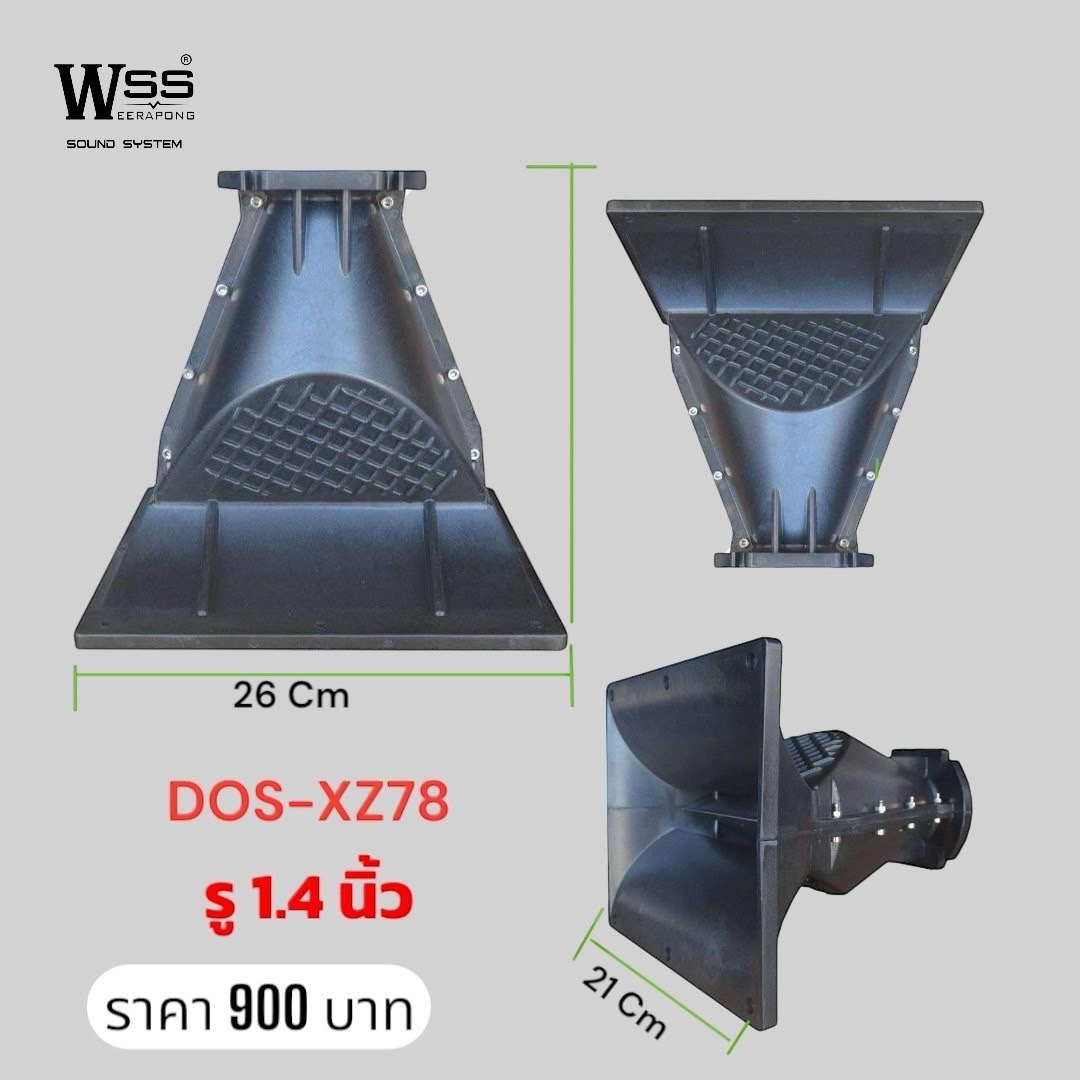 WSS®
EERAPONG
SOUND SYSTEM
26 Cm
DOS-XZ78
รู 1.4 นิ้ว
ราคา 900 บาท
21 Cm